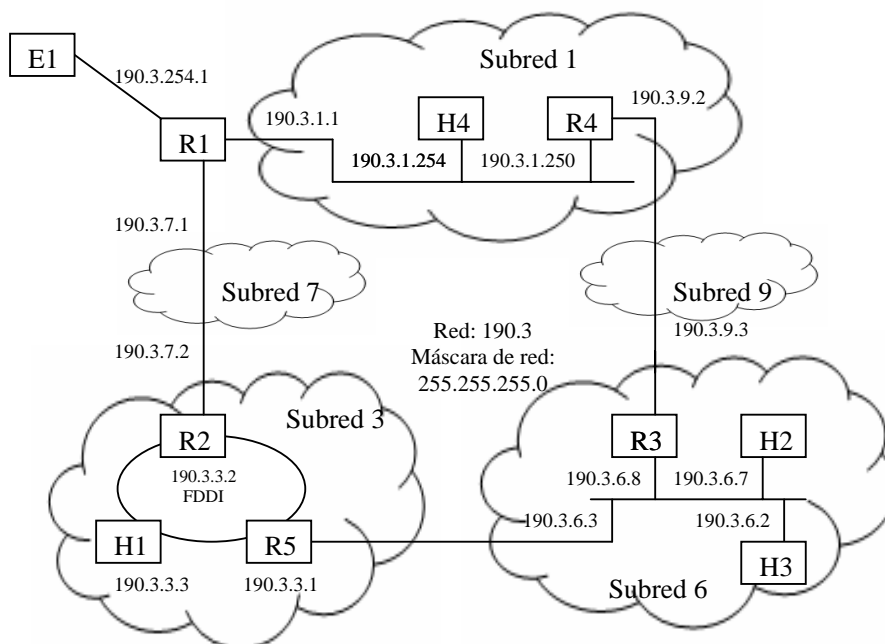 E1
190.3.254.1
Subred 1
190.3.9.2
190.3.1.1
H4
R4
R1
190.3.1.254
190.3.1.250
190.3.7.1
Subred 7
Subred 9
190.3.9.3
Red: 190.3
Máscara de red:
255.255.255.0
190.3.7.2
Subred 3
R2
R3
H2
190.3.3.2
FDDI
190.3.6.8
190.3.6.7
190.3.6.3
190.3.6.2
H1
R5
H3
190.3.3.3
190.3.3.1
Subred 6